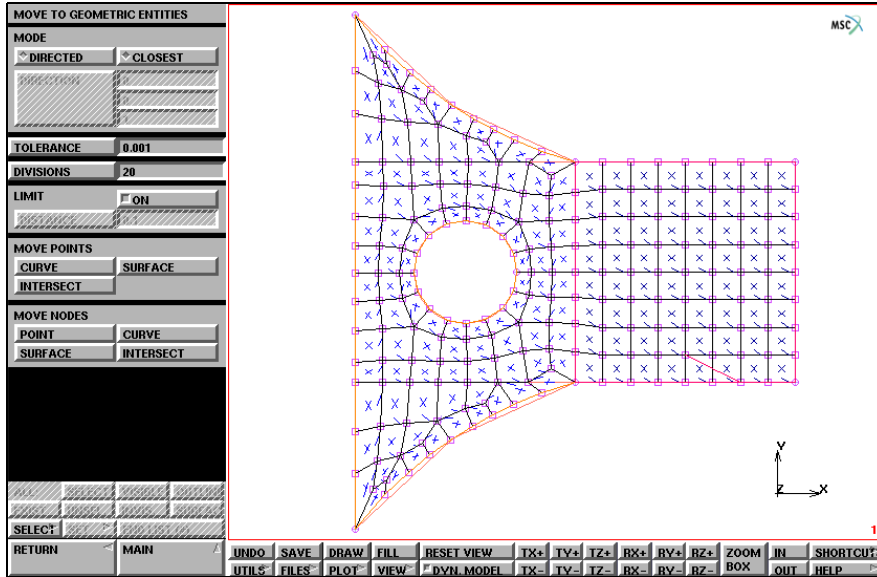 MOVE TO GEOMETRIC ENTITIES
MODE
DIRECTED CLOSEST
DIRECTION
TOLERANCE 0.001
DIVISIONS 20
LIMIT ON
DISTANCE
MOVE POINTS
CURVE SURFACE
INTERSECT
MOVE NODES
POINT CURVE
SURFACE INTERSECT
ALL
EXIST.
SELECT
RETURN MAIN
MSC
Y
Z X
1
UNDO SAVE DRAW FILL RESET VIEW TX+ TY+ TZ+ RX+ RY+ RZ+ ZOOM IN SHORTCUT
UTILS FILES PLOT VIEW DYN. MODEL TX- TY- TZ- RX- RY- RZ- BOX OUT HELP